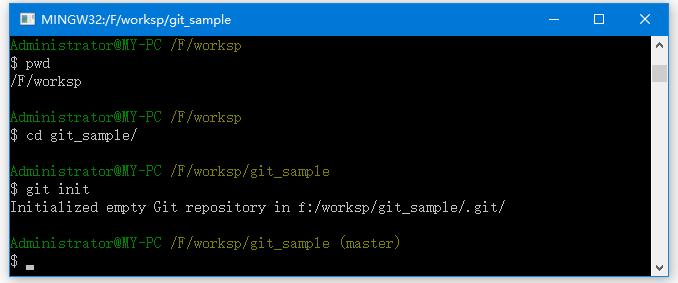 MINGW32:/F/worksp/git_sample
Administrator@MY-PC /F/worksp
$ pwd
/F/worksp
Administrator@MY-PC /F/worksp
$ cd git_sample/
Administrator@MY-PC /F/worksp/git_sample
$ git init
Initialized empty Git repository in f:/worksp/git_sample/.git/
Administrator@MY-PC /F/worksp/git_sample (master)
$